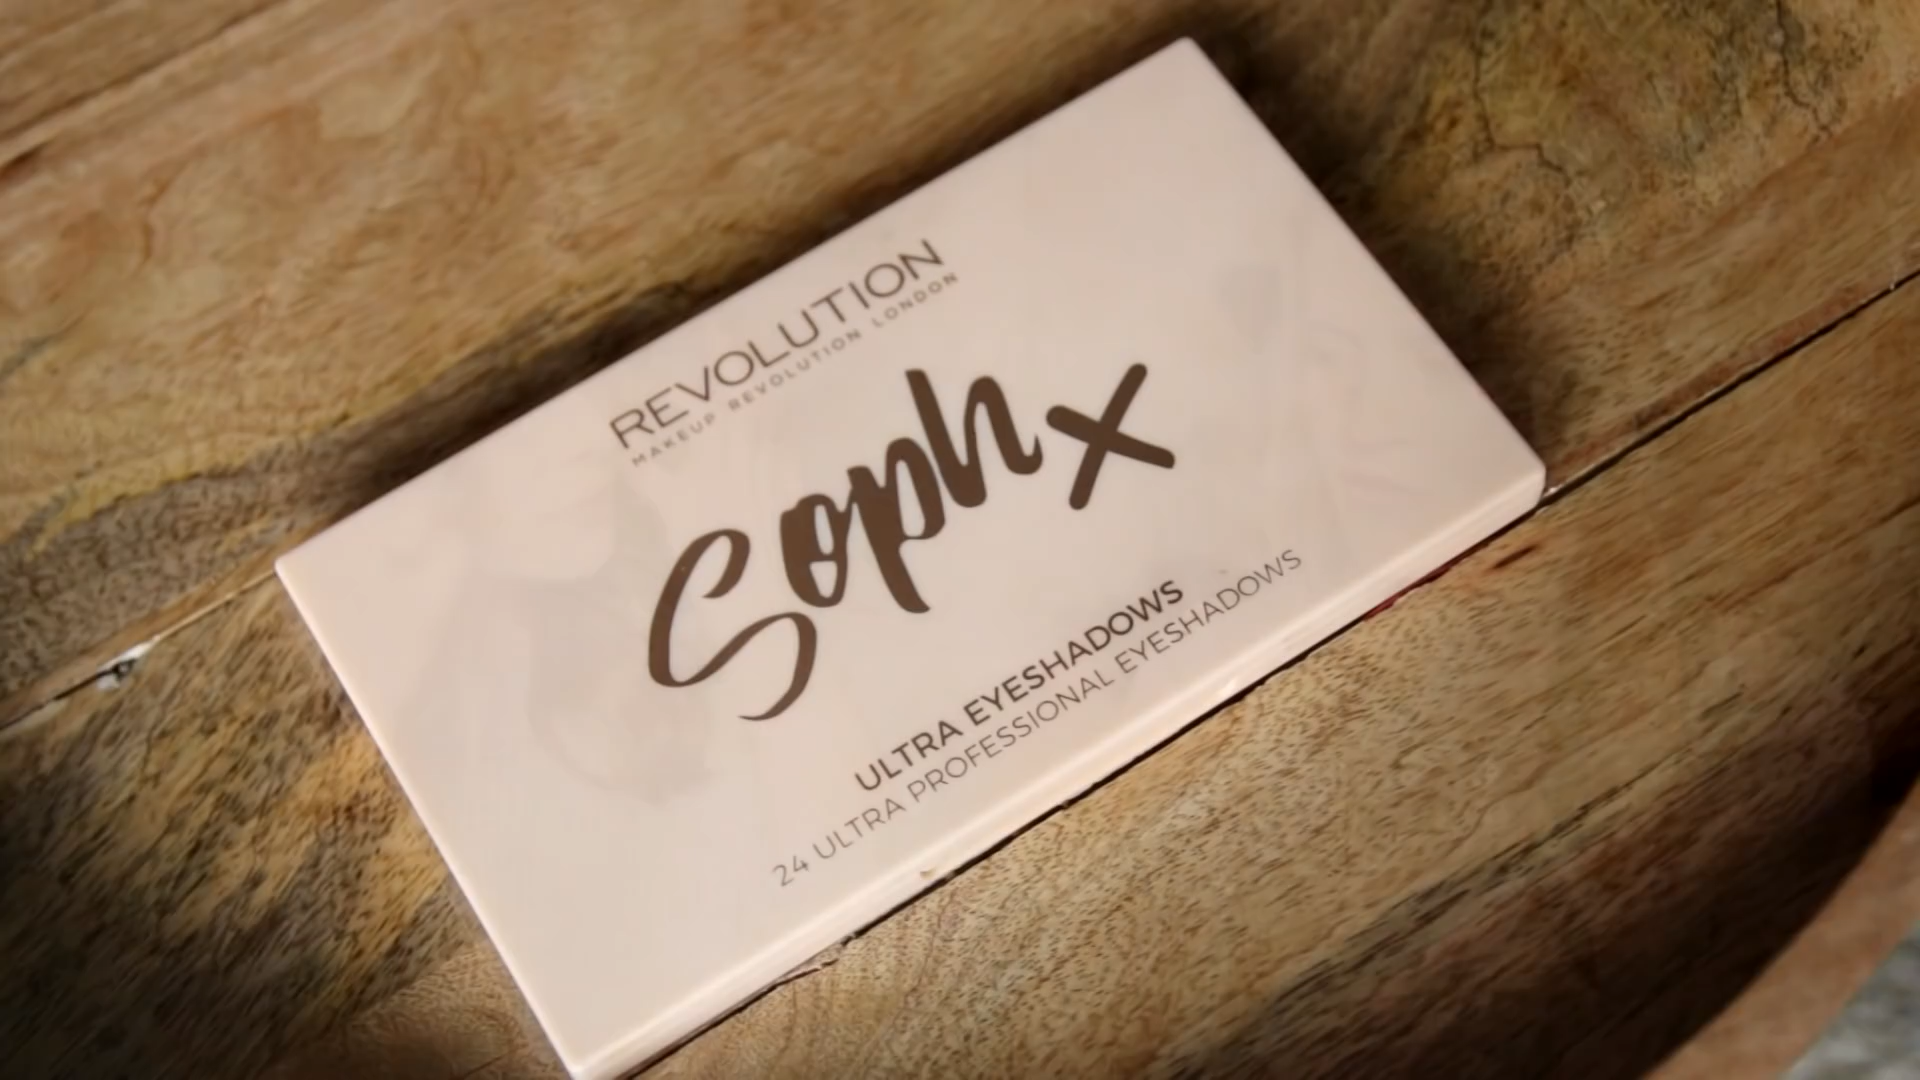 REVOLUTION
MAKEUP REVOLUTION LONDON
Soph x
ULTRA EYESHADOWS
24 ULTRA PROFESSIONAL EYESHADOWS